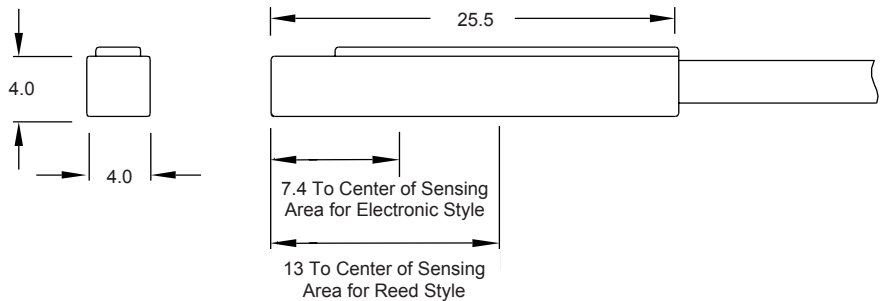 25.5
4.0
4.0
7.4 To Center of Sensing
Area for Electronic Style
13 To Center of Sensing
Area for Reed Style